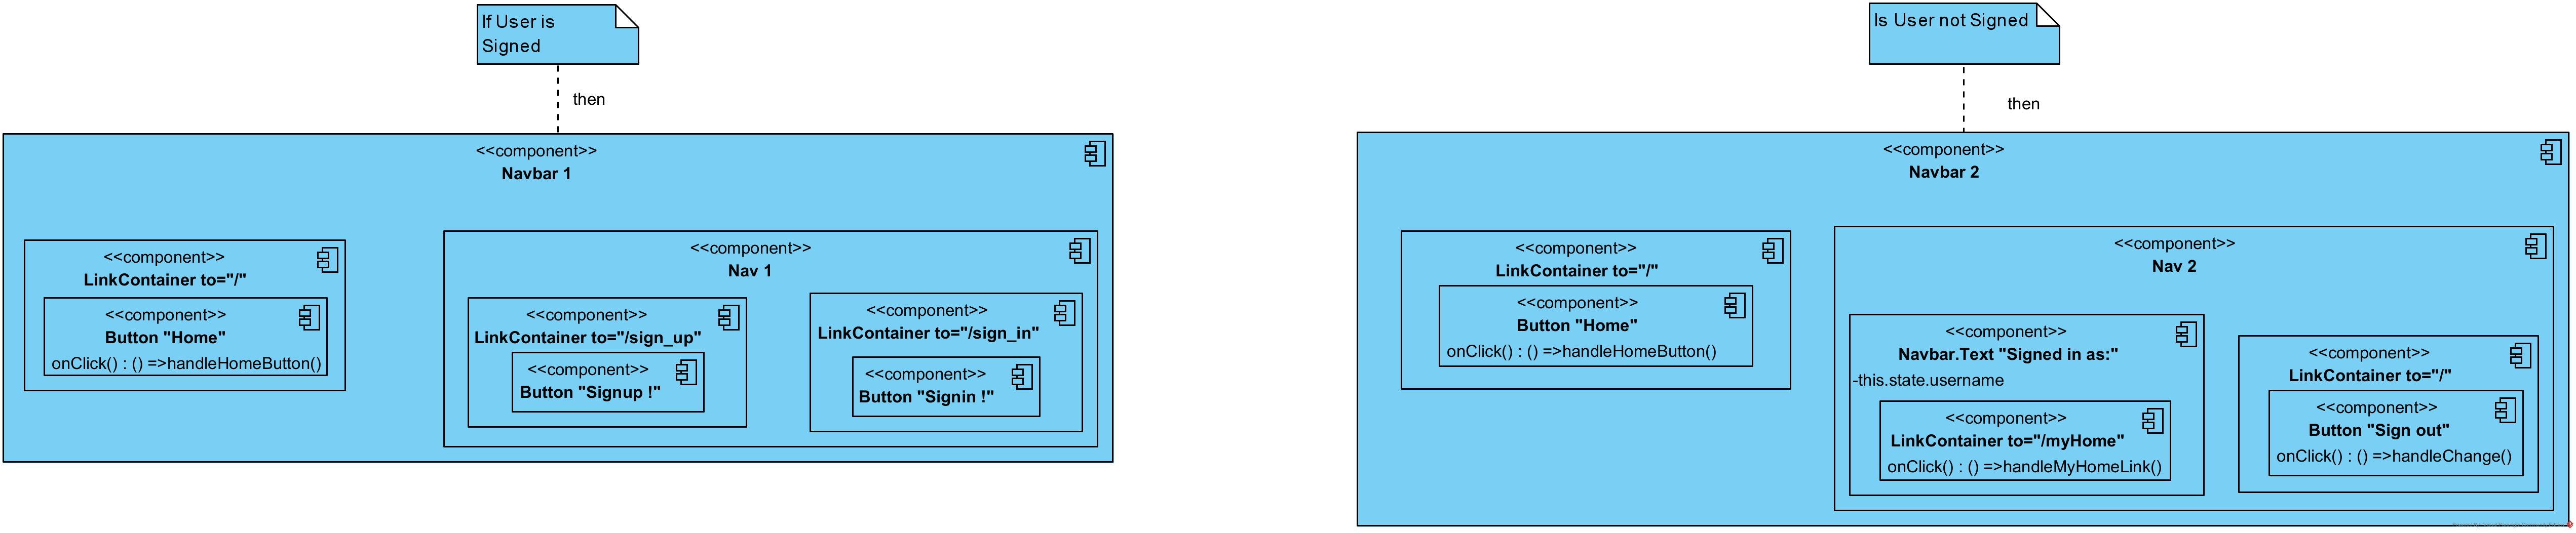 If User is
Signed
then
<<component>>
Navbar 1
<<component>>
LinkContainer to="/"
<<component>>
Button "Home"
onClick() : () =>handleHomeButton()
<<component>>
Nav 1
<<component>>
LinkContainer to="/sign_up"
<<component>>
Button "Signup !"
<<component>>
LinkContainer to="/sign_in"
<<component>>
Button "Signin !"
Is User not Signed
then
<<component>>
Navbar 2
<<component>>
LinkContainer to="/"
<<component>>
Button "Home"
onClick() : () =>handleHomeButton()
<<component>>
Nav 2
<<component>>
Navbar.Text "Signed in as:"
-this.state.username
<<component>>
LinkContainer to="/myHome"
onClick() : () =>handleMyHomeLink()
<<component>>
LinkContainer to="/"
<<component>>
Button "Sign out"
onClick() : () =>handleChange()